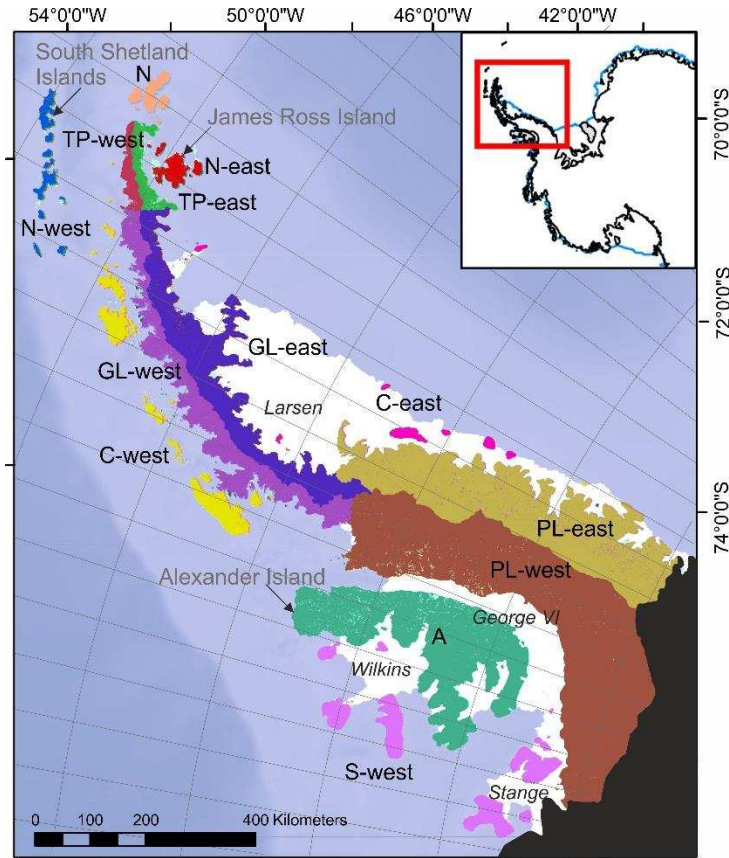 54°0'0"W 50°0'0"W 46°0'0"W 42°0'0"W
South Shetland
Islands
N
James Ross Island
TP-west
N-east
TP-east
N-west
70°0'0"S
72°0'0"S
GL-east
GL-west
Larsen
C-east
C-west
74°0'0"S
PL-east
PL-west
Alexander Island
George VI
A
Wilkins
S-west
Stange
0 100 200 400 Kilometers